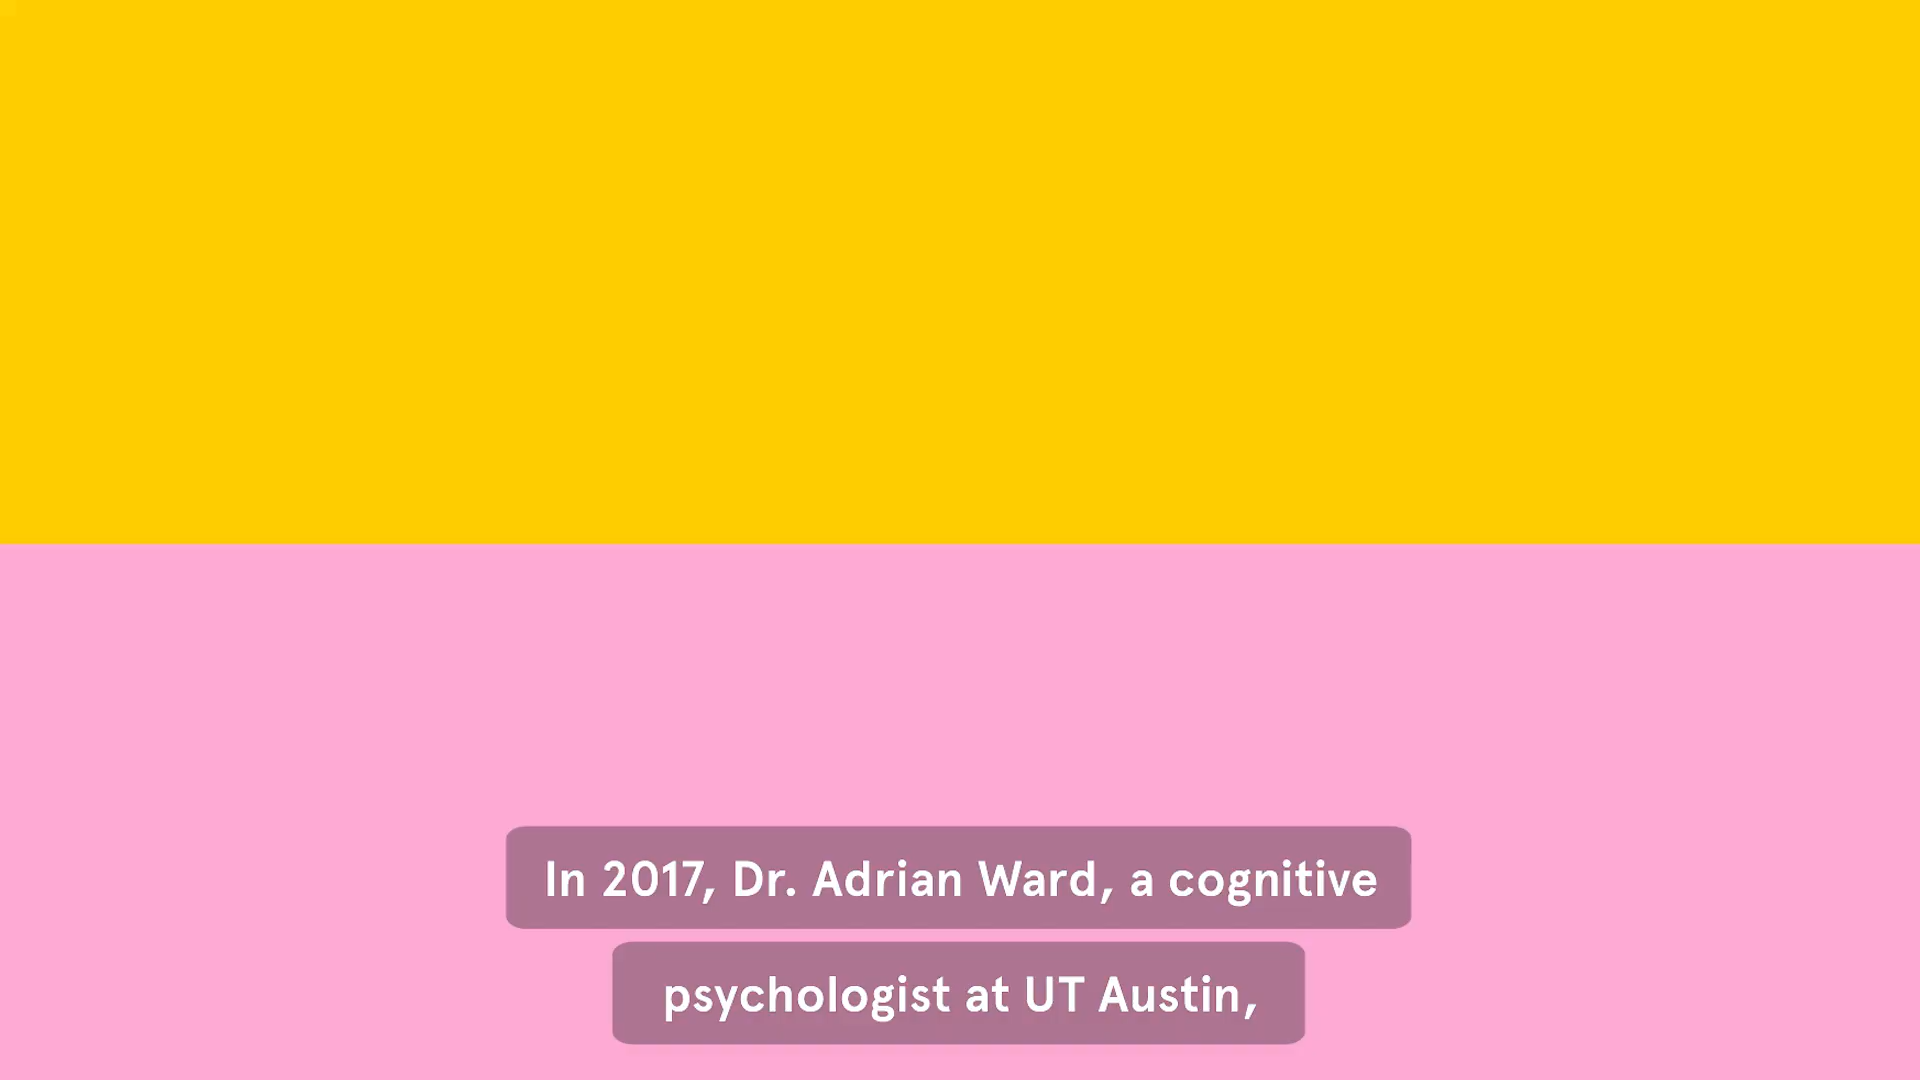 In 2017, Dr. Adrian Ward, a cognitive
psychologist at UT Austin,